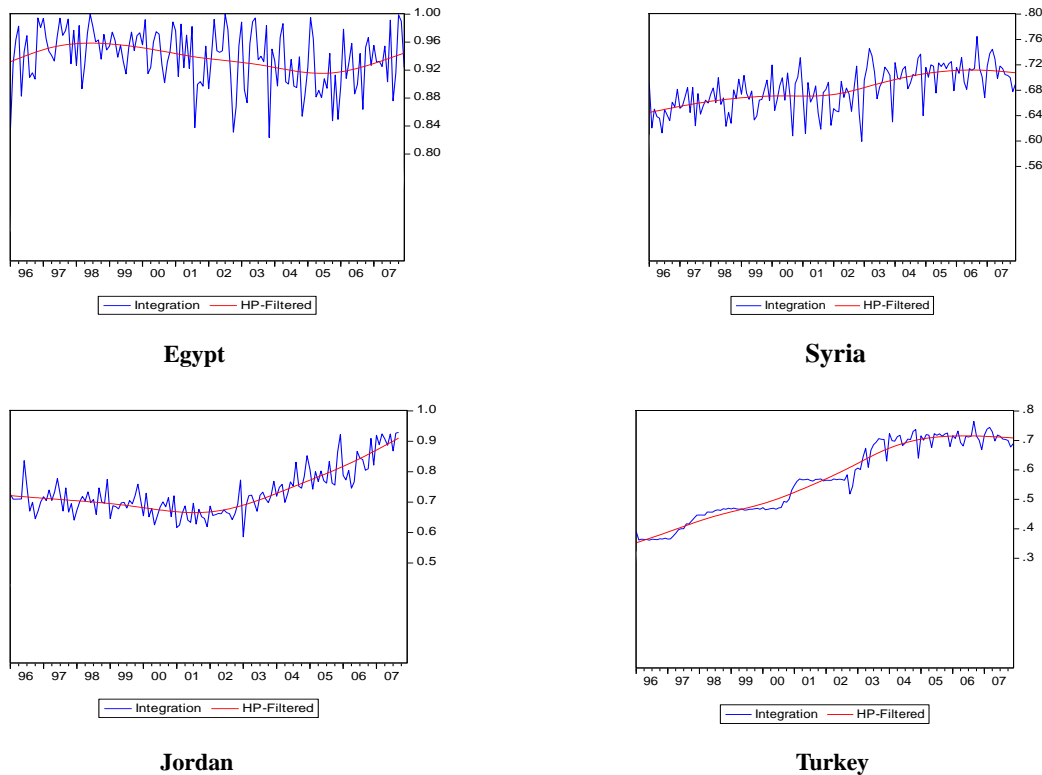 1.00
0.96
0.92
0.88
0.84
0.80
96 97 98 99 00 01 02 03 04 05 06 07
Integration HP-Filtered
Egypt
.80
.76
.72
.68
.64
.60
.56
96 97 98 99 00 01 02 03 04 05 06 07
Integration HP-Filtered
Syria
1.0
0.9
0.8
0.7
0.6
0.5
96 97 98 99 00 01 02 03 04 05 06 07
Integration HP-Filtered
Jordan
.8
.7
.6
.5
.4
.3
96 97 98 99 00 01 02 03 04 05 06 07
Integration HP-Filtered
Turkey